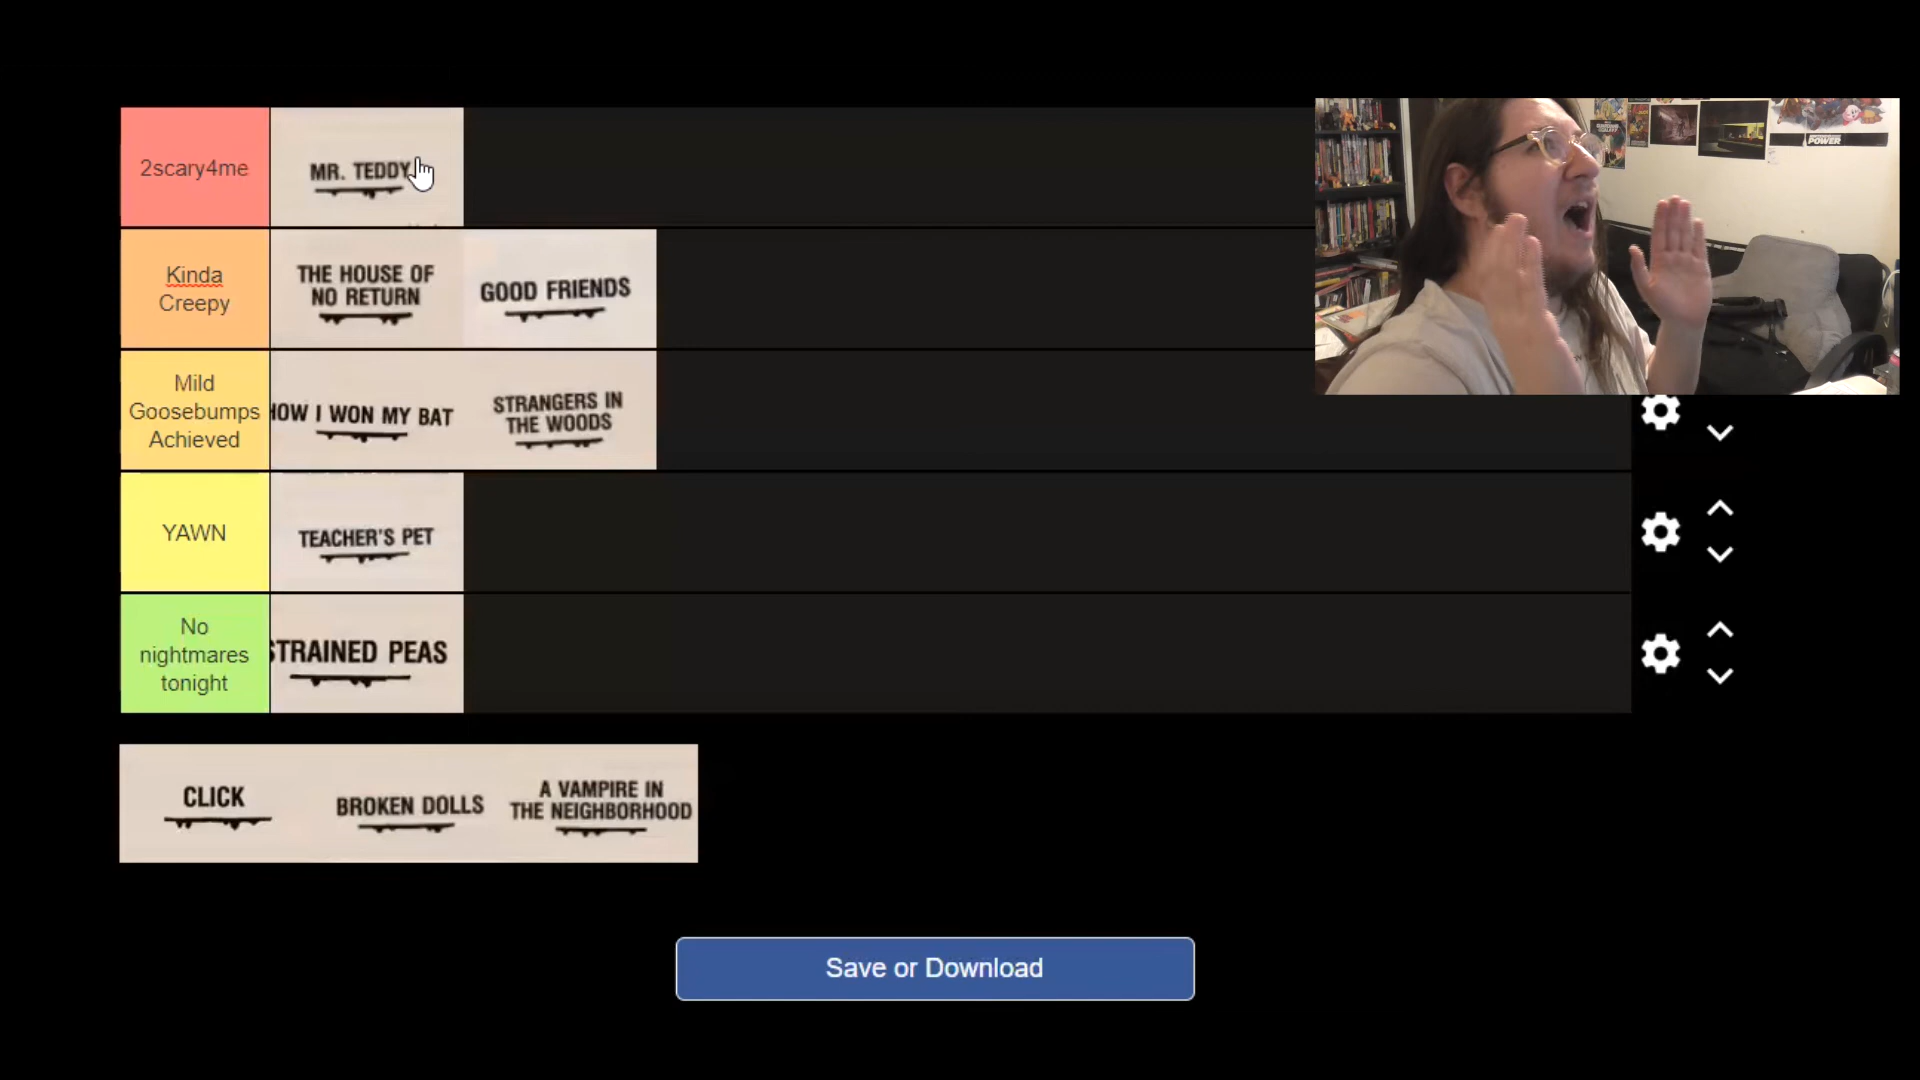 2scary4me
MR. TEDDY
Kinda
Creepy
THE HOUSE OF
NO RETURN
GOOD FRIENDS
Mild
Goosebumps
Achieved
HOW I WON MY BAT
STRANGERS IN
THE WOODS
YAWN
TEACHER'S PET
No
nightmares
tonight
STRAINED PEAS
CLICK
BROKEN DOLLS
A VAMPIRE IN
THE NEIGHBORHOOD
Save or Download
POWER